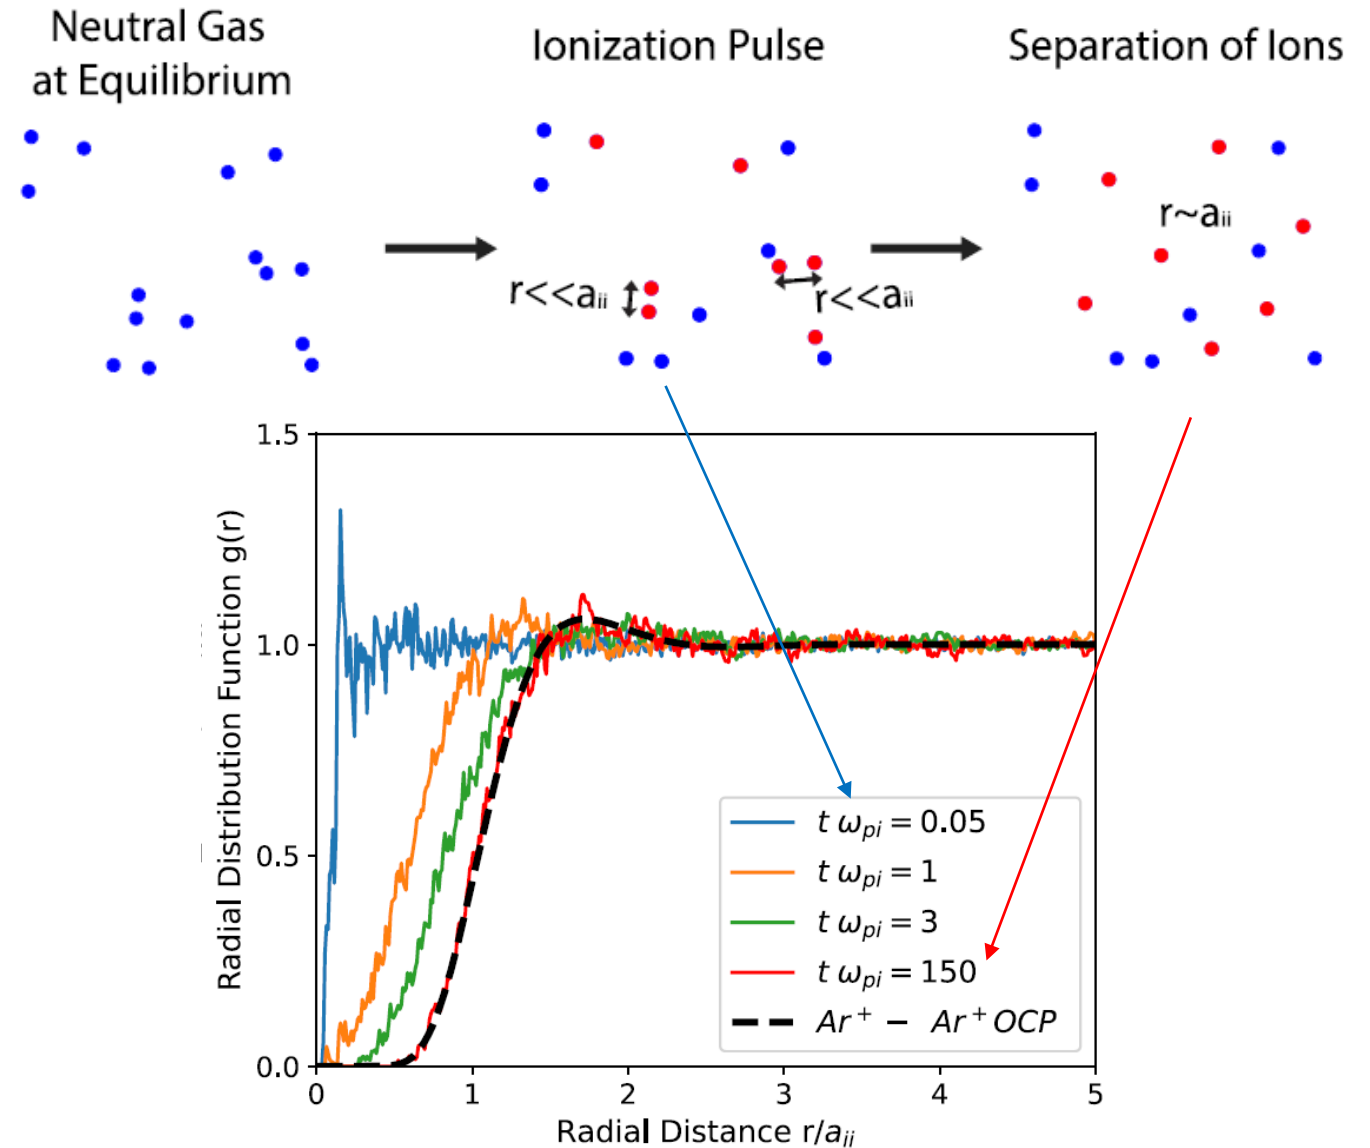 Neutral Gas
at Equilibrium
Ionization Pulse
Separation of Ions
r<<aᵢᵢ
r<<aᵢᵢ
r~aᵢᵢ
Radial Distribution Function g(r)
1.5
1.0
0.5
0.0
0 1 2 3 4 5
Radial Distance r/aᵢᵢ
t ωₚᵢ = 0.05
t ωₚᵢ = 1
t ωₚᵢ = 3
t ωₚᵢ = 150
Ar⁺ − Ar⁺ OCP